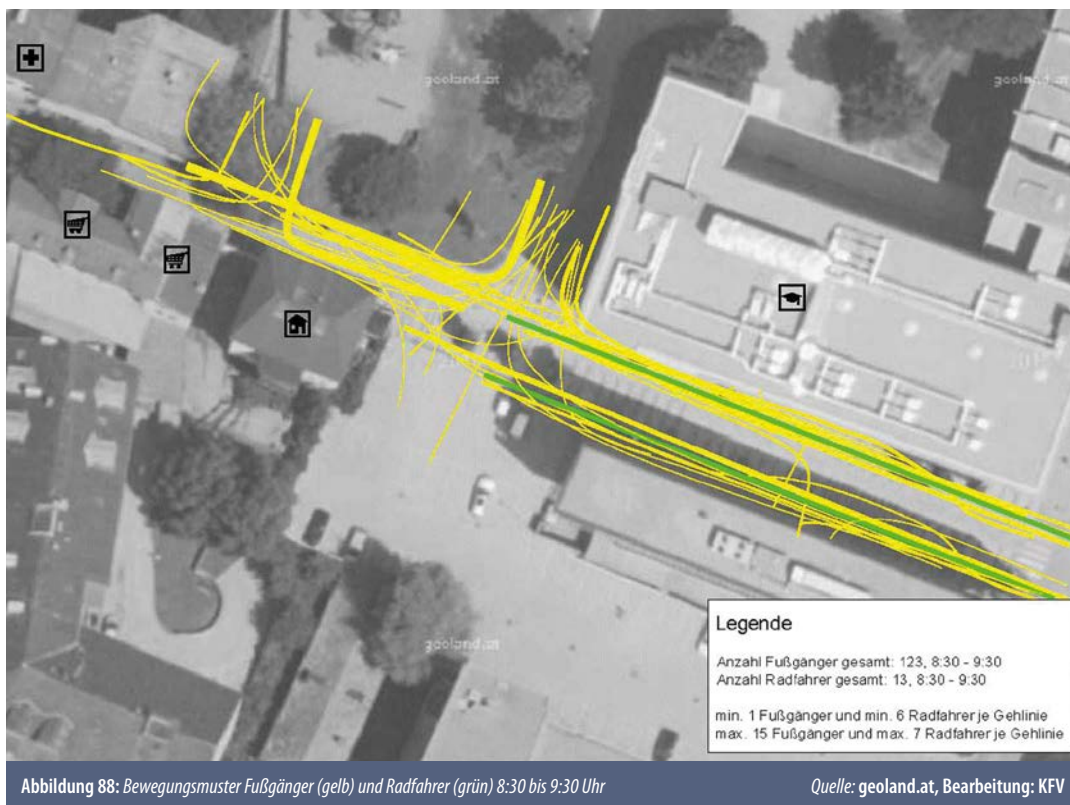 geoland.at
geoland.at
geoland.at
Legende
Anzahl Fußgänger gesamt: 123, 8:30 - 9:30
Anzahl Radfahrer gesamt: 13, 8:30 - 9:30
min. 1 Fußgänger und min. 6 Radfahrer je Gehlinie
max. 15 Fußgänger und max. 7 Radfahrer je Gehlinie
Abbildung 88: Bewegungsmuster Fußgänger (gelb) und Radfahrer (grün) 8:30 bis 9:30 Uhr Quelle: geoland.at, Bearbeitung: KFV